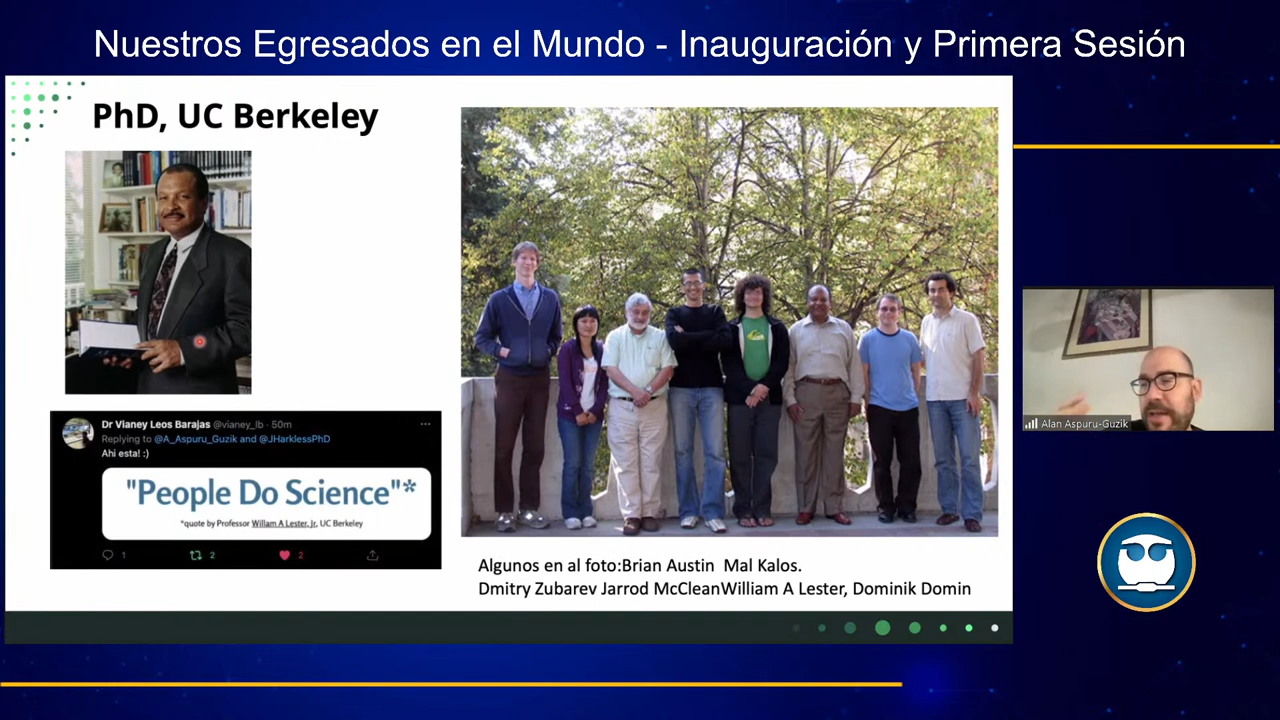 Nuestros Egresados en el Mundo - Inauguración y Primera Sesión
PhD, UC Berkeley
Dr Vianey Leos Barajas @vianey_lb · 50m
Replying to @A_Aspuru_Guzik and @JHarklessPhD
Ahi esta! :)
"People Do Science"*
*quote by Professor Willam A Lester, Jr, UC Berkeley
1 2 2
Algunos en al foto:Brian Austin Mal Kalos.
Dmitry Zubarev Jarrod McCleanWilliam A Lester, Dominik Domin
Alan Aspuru-Guzik